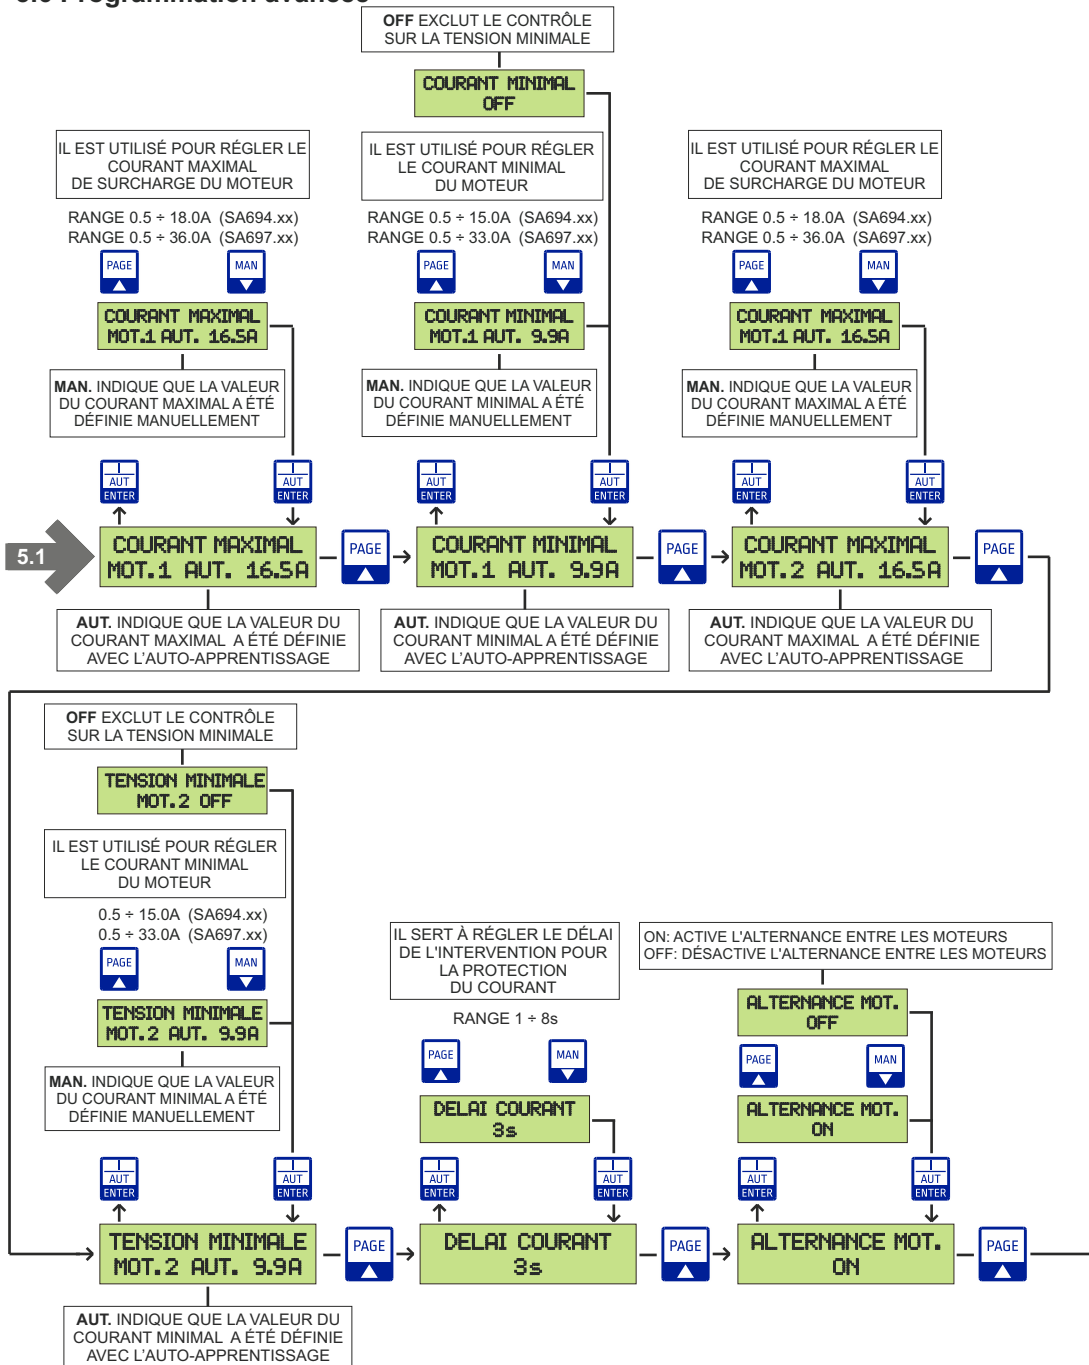 OFF EXCLUT LE CONTRÔLE
SUR LA TENSION MINIMALE
COURANT MINIMAL
OFF
IL EST UTILISÉ POUR RÉGLER LE
COURANT MAXIMAL
DE SURCHARGE DU MOTEUR
RANGE 0.5 ÷ 18.0A (SA694.xx)
RANGE 0.5 ÷ 36.0A (SA697.xx)
PAGE
MAN
COURANT MAXIMAL
MOT.1 AUT. 16.5A
MAN. INDIQUE QUE LA VALEUR
DU COURANT MAXIMAL A ÉTÉ
DÉFINIE MANUELLEMENT
IL EST UTILISÉ POUR RÉGLER
LE COURANT MINIMAL
DU MOTEUR
RANGE 0.5 ÷ 15.0A (SA694.xx)
RANGE 0.5 ÷ 33.0A (SA697.xx)
PAGE
MAN
COURANT MINIMAL
MOT.1 AUT. 9.9A
MAN. INDIQUE QUE LA VALEUR
DU COURANT MINIMAL A ÉTÉ
DÉFINIE MANUELLEMENT
IL EST UTILISÉ POUR RÉGLER LE
COURANT MAXIMAL
DE SURCHARGE DU MOTEUR
RANGE 0.5 ÷ 18.0A (SA694.xx)
RANGE 0.5 ÷ 36.0A (SA697.xx)
PAGE
MAN
COURANT MAXIMAL
MOT.1 AUT. 16.5A
MAN. INDIQUE QUE LA VALEUR
DU COURANT MAXIMAL A ÉTÉ
DÉFINIE MANUELLEMENT
AUT
ENTER
AUT
ENTER
AUT
ENTER
AUT
ENTER
AUT
ENTER
AUT
ENTER
5.1
COURANT MAXIMAL
MOT.1 AUT. 16.5A
PAGE
COURANT MINIMAL
MOT.1 AUT. 9.9A
PAGE
COURANT MAXIMAL
MOT.2 AUT. 16.5A
PAGE
AUT. INDIQUE QUE LA VALEUR DU
COURANT MAXIMAL A ÉTÉ DÉFINIE
AVEC L'AUTO-APPRENTISSAGE
AUT. INDIQUE QUE LA VALEUR DU
COURANT MINIMAL A ÉTÉ DÉFINIE
AVEC L'AUTO-APPRENTISSAGE
AUT. INDIQUE QUE LA VALEUR DU
COURANT MAXIMAL A ÉTÉ DÉFINIE
AVEC L'AUTO-APPRENTISSAGE
OFF EXCLUT LE CONTRÔLE
SUR LA TENSION MINIMALE
TENSION MINIMALE
MOT.2 OFF
IL EST UTILISÉ POUR RÉGLER
LE COURANT MINIMAL
DU MOTEUR
0.5 ÷ 15.0A (SA694.xx)
0.5 ÷ 33.0A (SA697.xx)
PAGE
MAN
TENSION MINIMALE
MOT.2 AUT. 9.9A
MAN. INDIQUE QUE LA VALEUR
DU COURANT MINIMAL A ÉTÉ
DÉFINIE MANUELLEMENT
IL SERT À RÉGLER LE DÉLAI
DE L'INTERVENTION POUR
LA PROTECTION
DU COURANT
RANGE 1 ÷ 8s
PAGE
MAN
DELAI COURANT
3s
ON: ACTIVE L'ALTERNANCE ENTRE LES MOTEURS
OFF: DÉSACTIVE L'ALTERNANCE ENTRE LES MOTEURS
ALTERNANCE MOT.
OFF
PAGE
MAN
ALTERNANCE MOT.
ON
AUT
ENTER
AUT
ENTER
AUT
ENTER
AUT
ENTER
AUT
ENTER
AUT
ENTER
TENSION MINIMALE
MOT.2 AUT. 9.9A
PAGE
DELAI COURANT
3s
PAGE
ALTERNANCE MOT.
ON
PAGE
AUT. INDIQUE QUE LA VALEUR DU
COURANT MINIMAL A ÉTÉ DÉFINIE
AVEC L'AUTO-APPRENTISSAGE